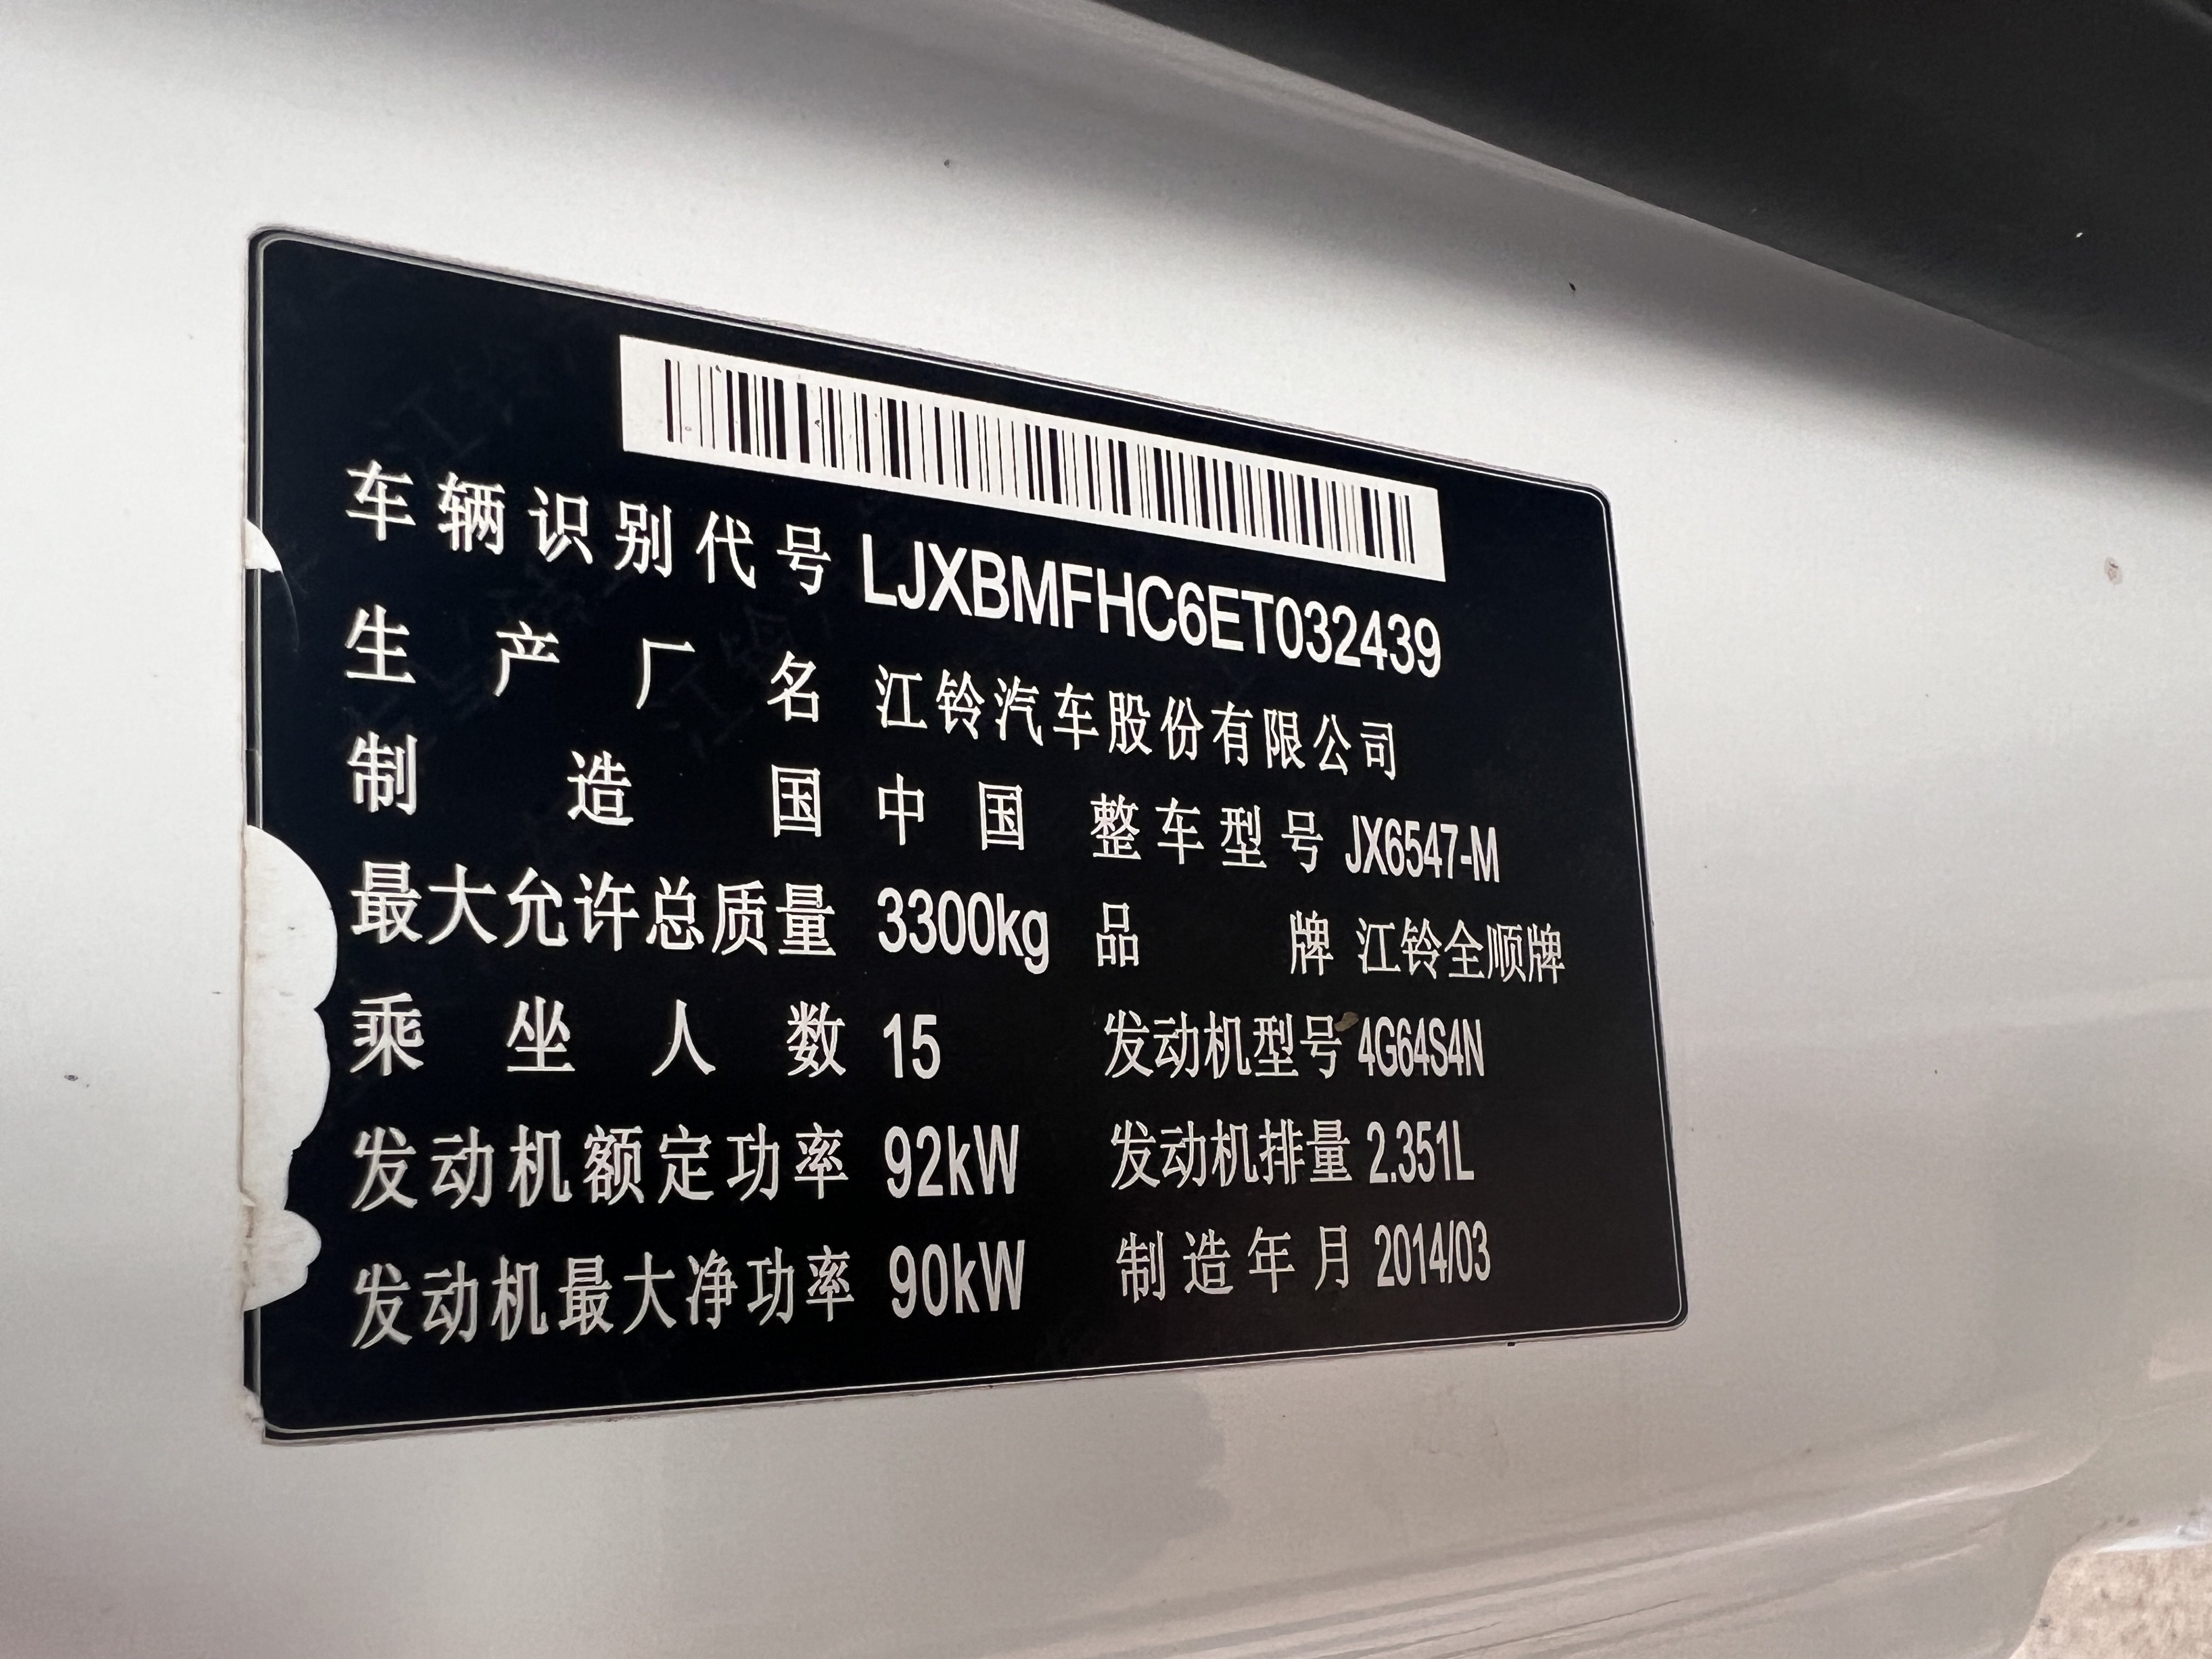 车辆识别代号 LJXBMFHC6ET032439
生产厂名 江铃汽车股份有限公司
制造国 中国 整车型号 JX6547-M
最大允许总质量 3300kg 品牌 江铃全顺牌
乘坐人数 15 发动机型号 4G64S4N
发动机额定功率 92kW 发动机排量 2.351L
发动机最大净功率 90kW 制造年月 2014/03